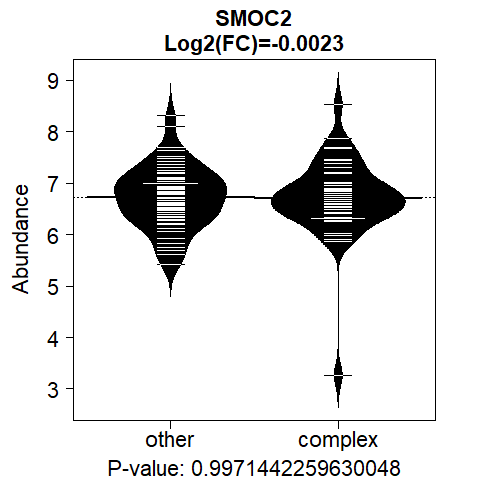 SMOC2
Log2(FC)=-0.0023
Abundance
9
8
7
6
5
4
3
other complex
P-value: 0.9971442259630048